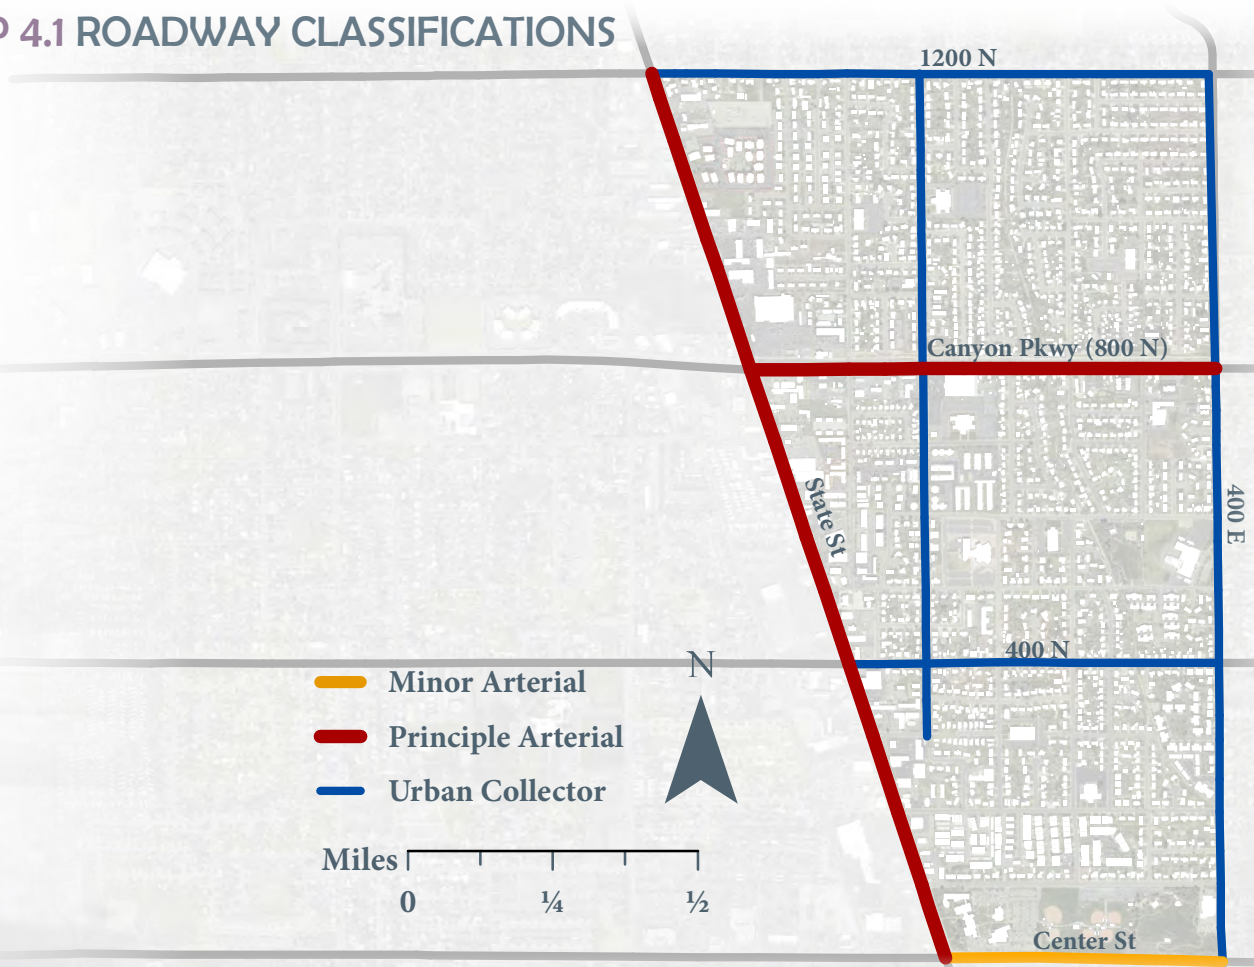 P 4.1 ROADWAY CLASSIFICATIONS
1200 N
Canyon Pkwy (800 N)
State St
400 E
400 N
N
Minor Arterial
Principle Arterial
Urban Collector
Miles
0 ¼ ½
Center St